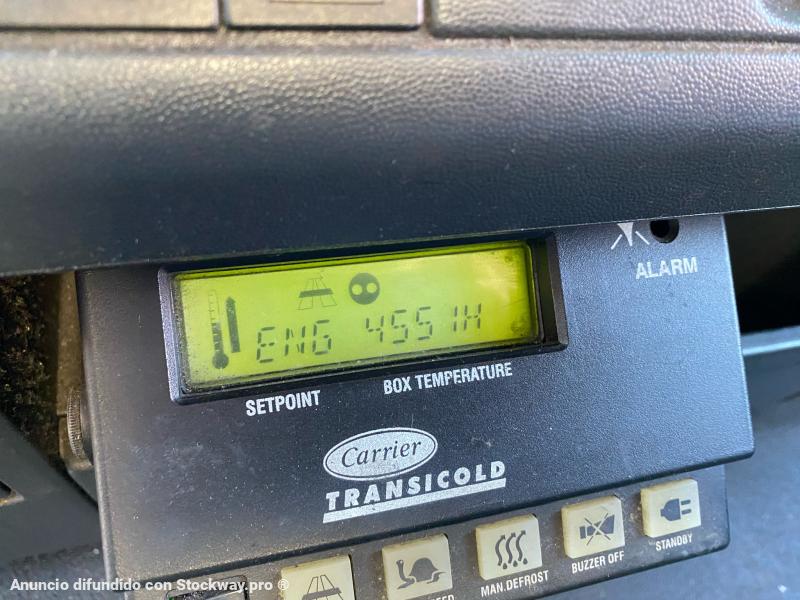 ALARM
ENG 4551H
SETPOINT
BOX TEMPERATURE
Carrier
TRANSICOLD
STANDBY
BUZZER OFF
MAN.DEFROST
Anuncio difundido con Stockway.pro ®